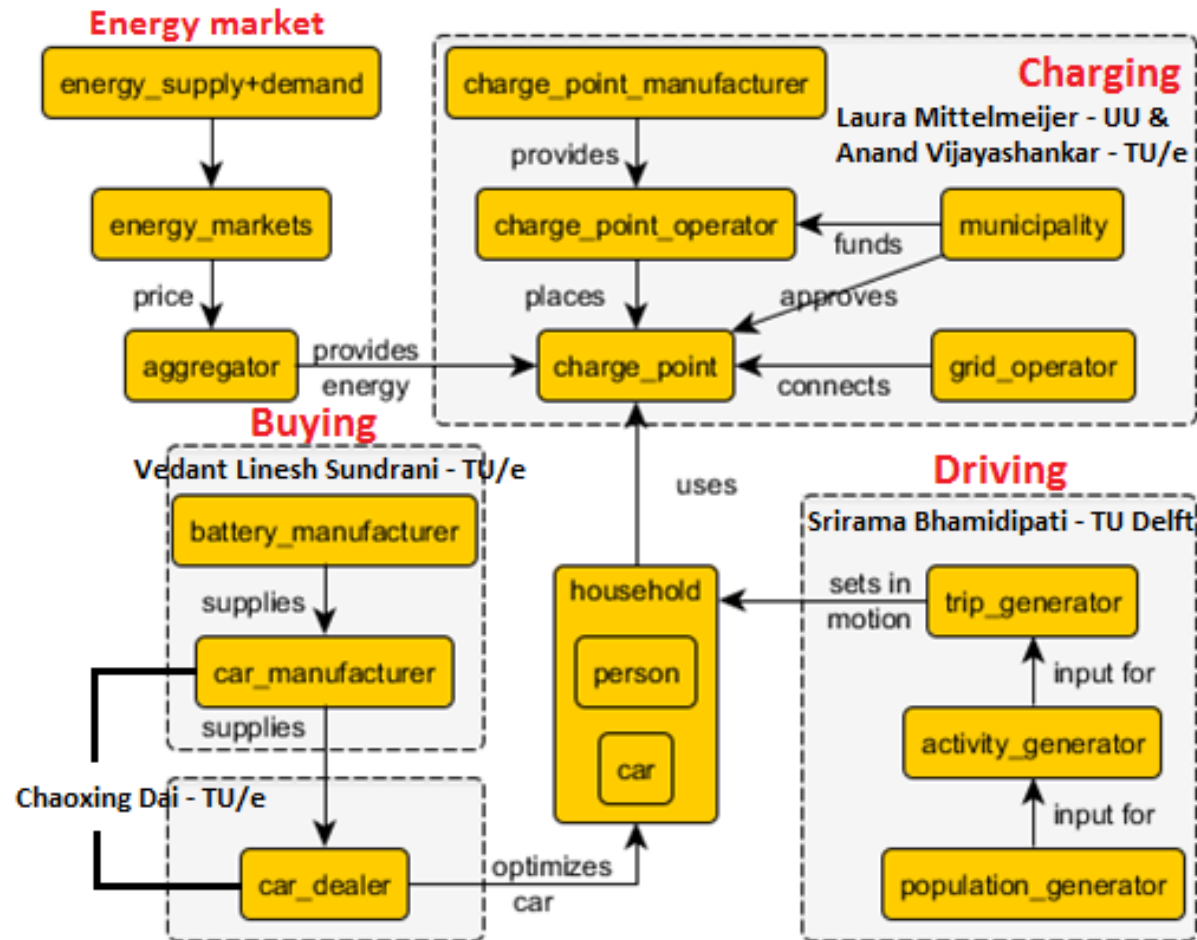 Energy market
energy_supply+demand
energy_markets
price
aggregator
provides
energy
Charging
Laura Mittelmeijer - UU &
Anand Vijayashankar - TU/e
charge_point_manufacturer
provides
charge_point_operator
municipality
funds
places
approves
charge_point
grid_operator
connects
Buying
Vedant Linesh Sundrani - TU/e
battery_manufacturer
supplies
car_manufacturer
supplies
Chaoxing Dai - TU/e
car_dealer
optimizes
car
uses
household
person
car
Driving
Srirama Bhamidipati - TU Delft
sets in
motion
trip_generator
input for
activity_generator
input for
population_generator